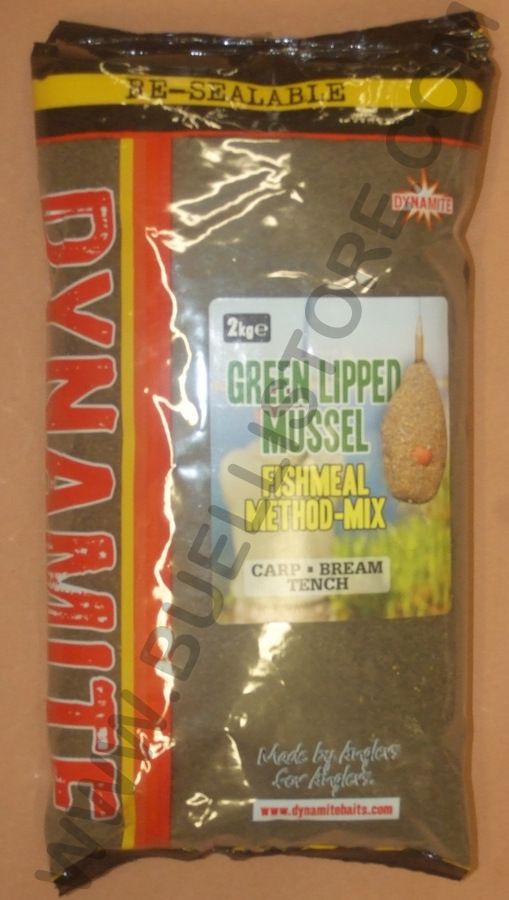 RE-SEALABLE
DYNAMITE
DYNAMITE
2kg e
GREEN LIPPED
MUSSEL
FISHMEAL
METHOD-MIX
CARP ▪ BREAM
TENCH
Made by Anglers
for Anglers.
www.dynamitebaits.com
WWW.BUELLISTORE.COM